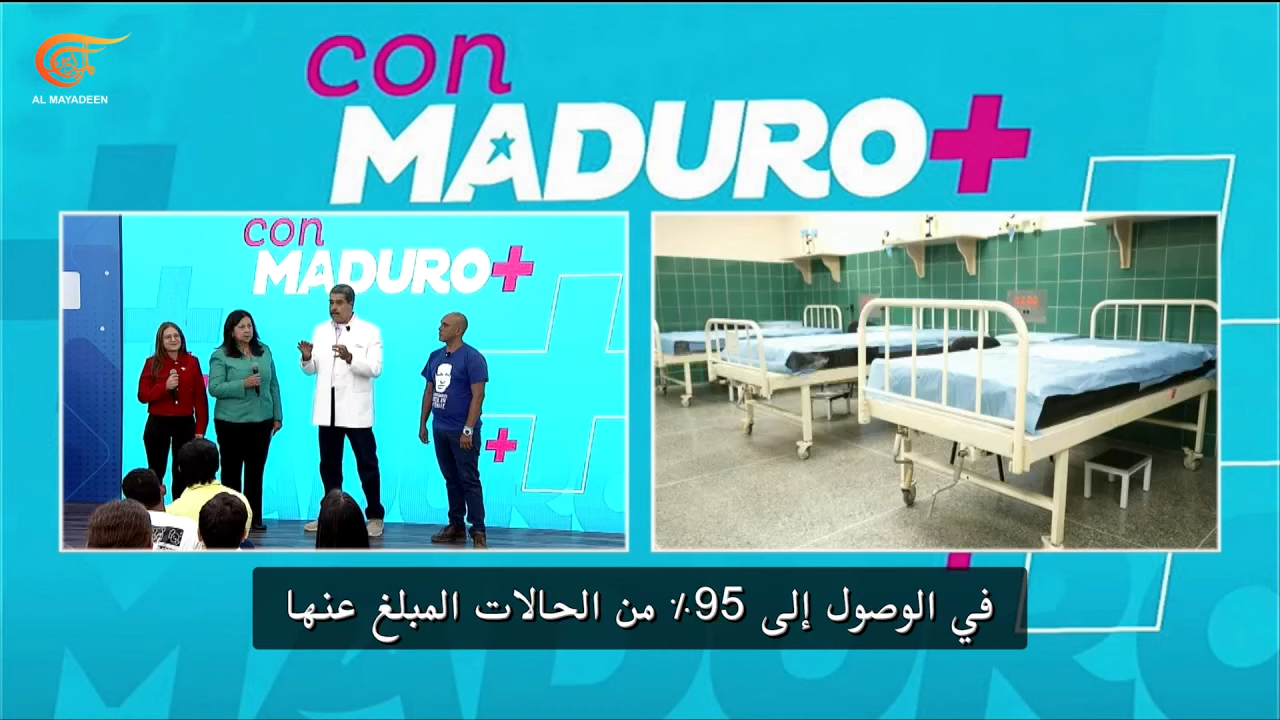 AL MAYADEEN
con
MADURO+
con
MADURO+
في الوصول إلى 95٪ من الحالات المبلغ عنها